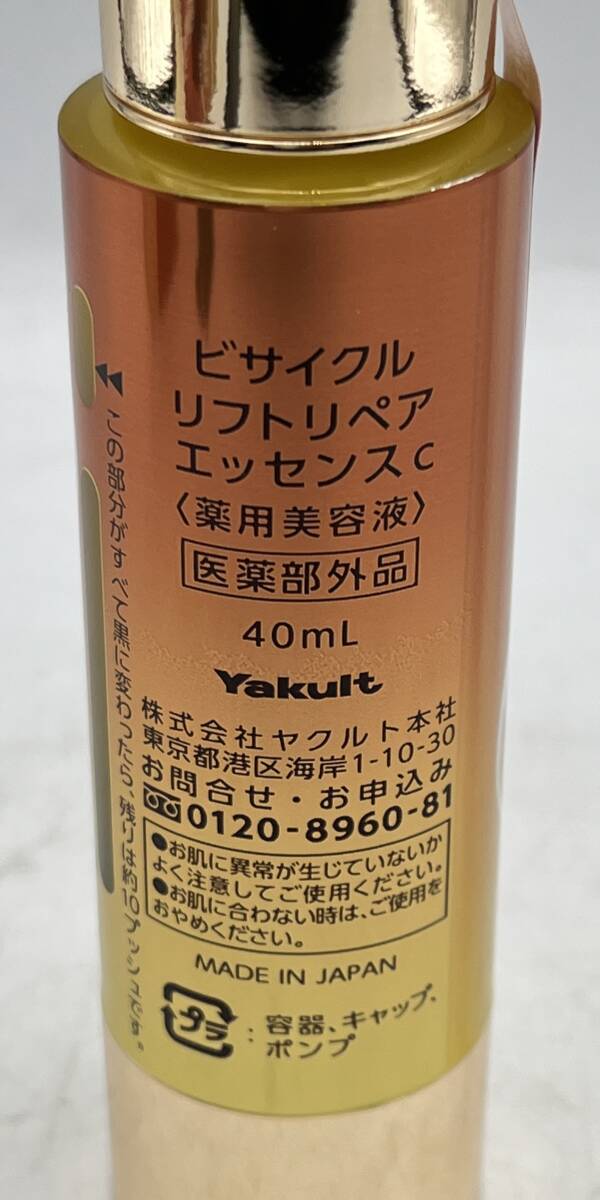 ビサイクル
リフトリペア
エッセンスC
〈薬用美容液〉
医薬部外品
40mL
Yakult
株式会社ヤクルト本社
東京都港区海岸1-10-30
お問合せ・お申込み
0120-8960-81
●お肌に異常が生じていないか
よく注意してご使用ください。
●お肌に合わない時は、ご使用を
おやめください。
MADE IN JAPAN
プラ : 容器、キャップ、
ポンプ
◀◀ この部分がすべて黒に変わったら、残りは約10プッシュです。